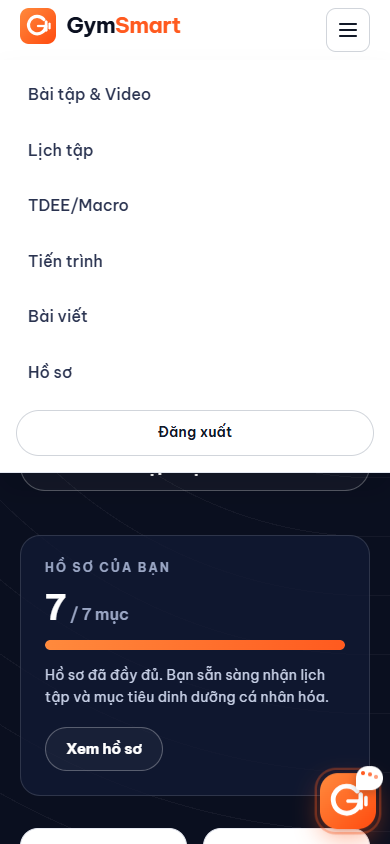 GymSmart
Bài tập & Video
Lịch tập
TDEE/Macro
Tiến trình
Bài viết
Hồ sơ
Đăng xuất
HỒ SƠ CỦA BẠN
7 / 7 mục
Hồ sơ đã đầy đủ. Bạn sẵn sàng nhận lịch
tập và mục tiêu dinh dưỡng cá nhân hóa.
Xem hồ sơ